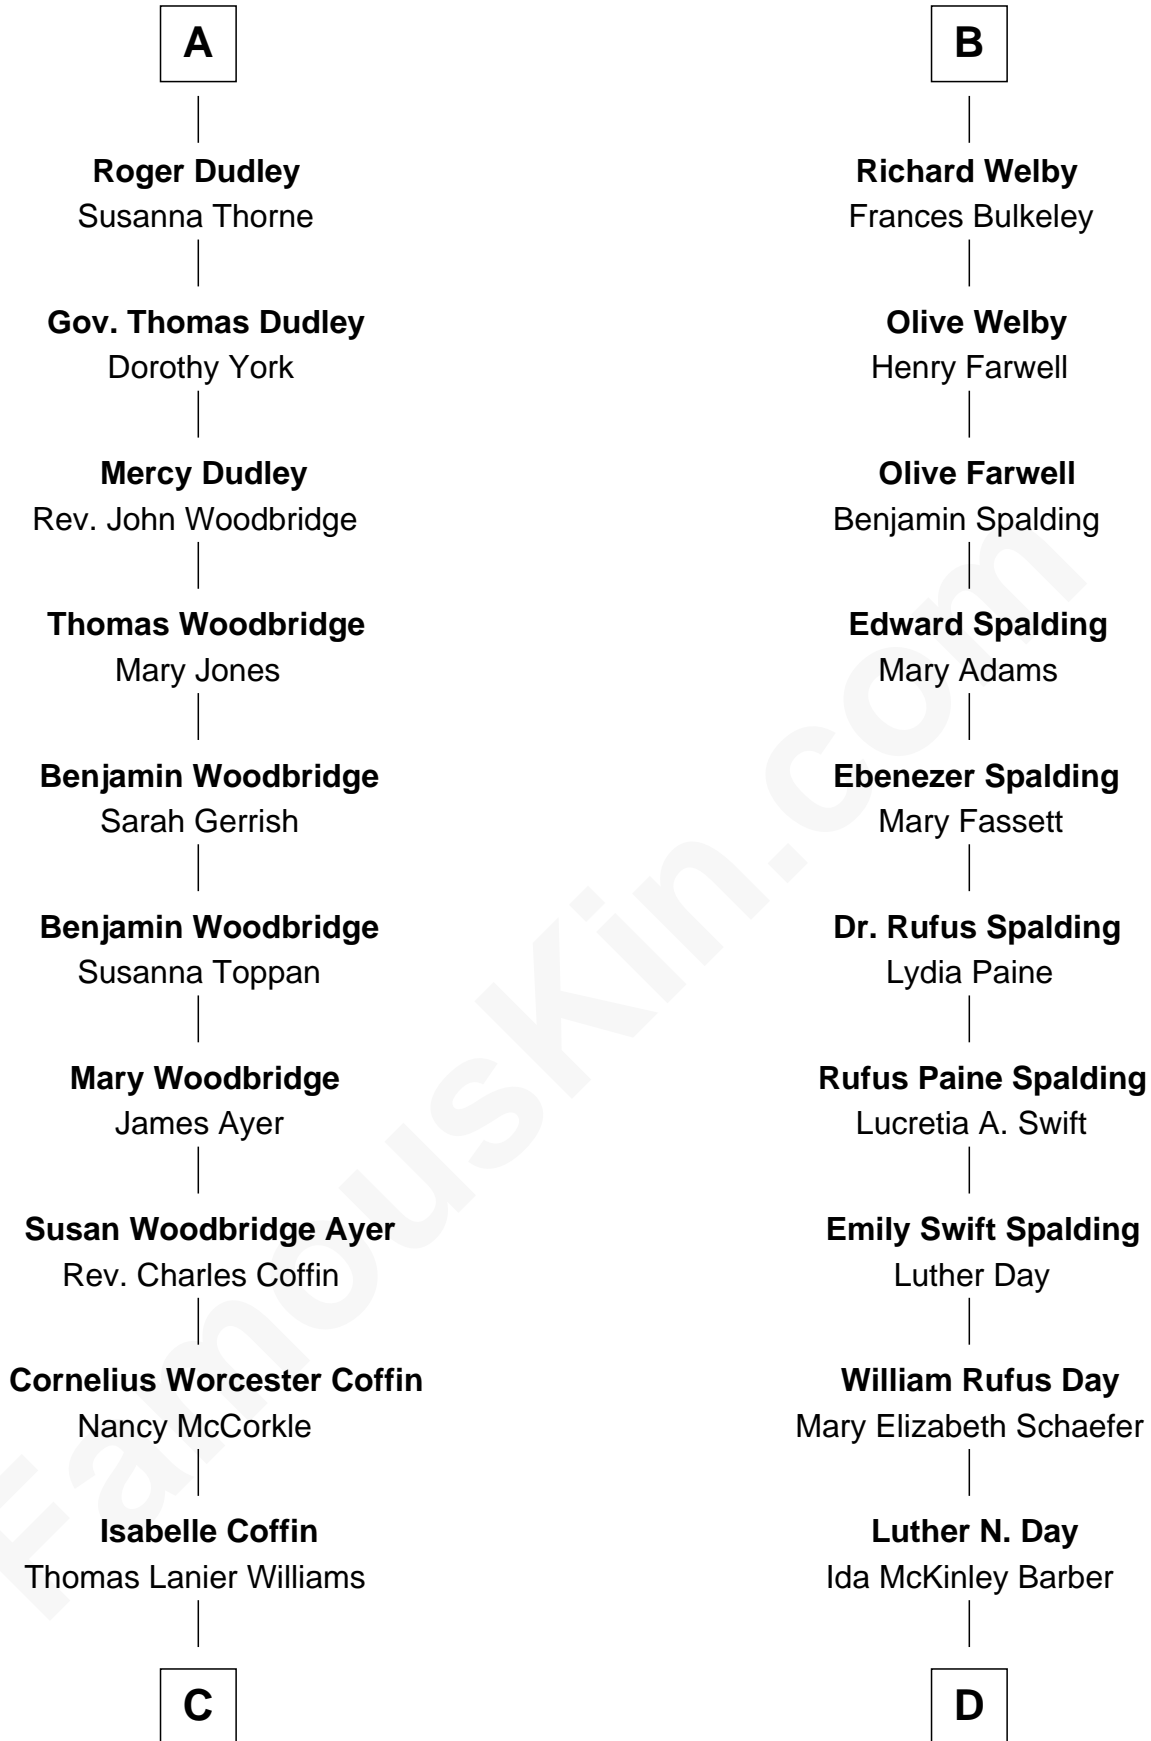 A
Roger Dudley
Susanna Thorne
Gov. Thomas Dudley
Dorothy York
Mercy Dudley
Rev. John Woodbridge
Thomas Woodbridge
Mary Jones
Benjamin Woodbridge
Sarah Gerrish
Benjamin Woodbridge
Susanna Toppan
Mary Woodbridge
James Ayer
Susan Woodbridge Ayer
Rev. Charles Coffin
Cornelius Worcester Coffin
Nancy McCorkle
Isabelle Coffin
Thomas Lanier Williams
C
B
Richard Welby
Frances Bulkeley
Olive Welby
Henry Farwell
Olive Farwell
Benjamin Spalding
Edward Spalding
Mary Adams
Ebenezer Spalding
Mary Fassett
Dr. Rufus Spalding
Lydia Paine
Rufus Paine Spalding
Lucretia A. Swift
Emily Swift Spalding
Luther Day
William Rufus Day
Mary Elizabeth Schaefer
Luther N. Day
Ida McKinley Barber
D
FamousKin.com